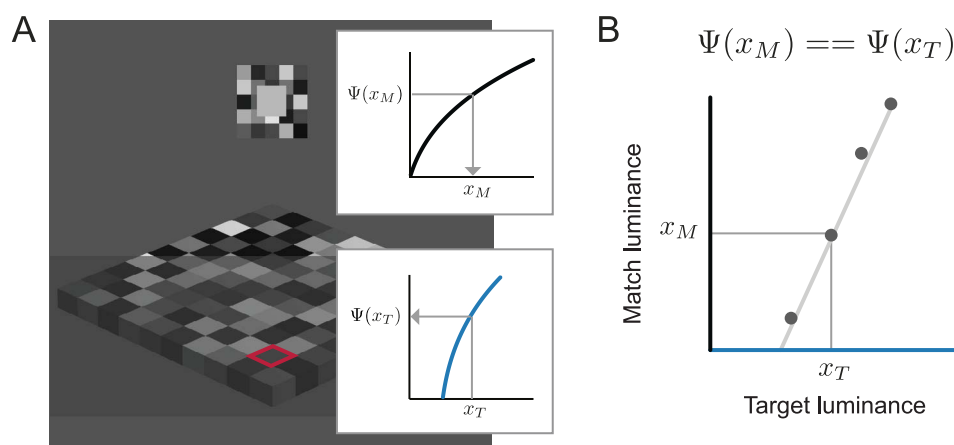 A
Ψ(x_M)
x_M
Ψ(x_T)
x_T
B
Ψ(x_M) == Ψ(x_T)
Match luminance
x_M
x_T
Target luminance